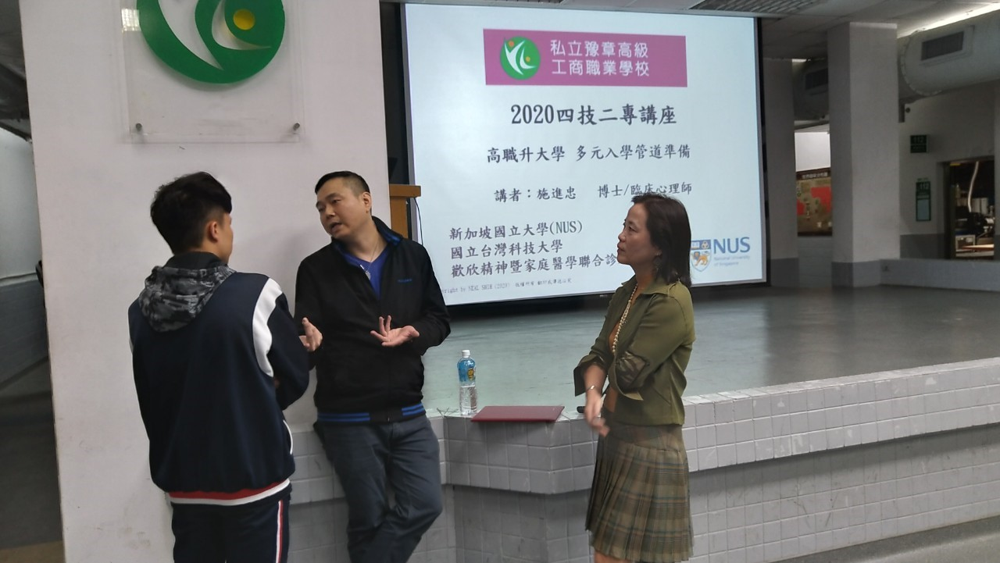 私立豫章高級
工商職業學校
2020四技二專講座
高職升大學 多元入學管道準備
講者：施進忠 博士/臨床心理師
新加坡國立大學(NUS)
國立台灣科技大學
歡欣精神暨家庭醫學聯合診
NUS
National University
of Singapore